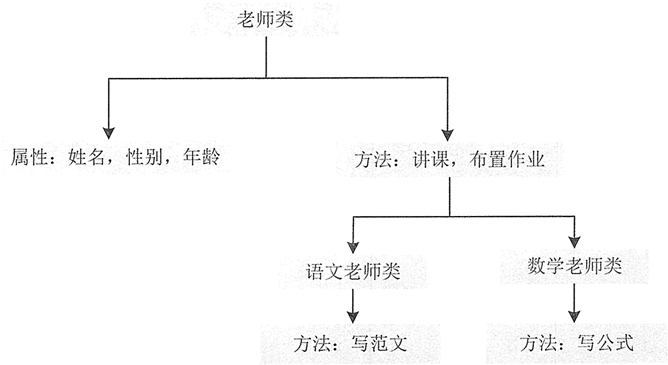 老师类
属性：姓名，性别，年龄
方法：讲课，布置作业
语文老师类
数学老师类
方法：写范文
方法：写公式